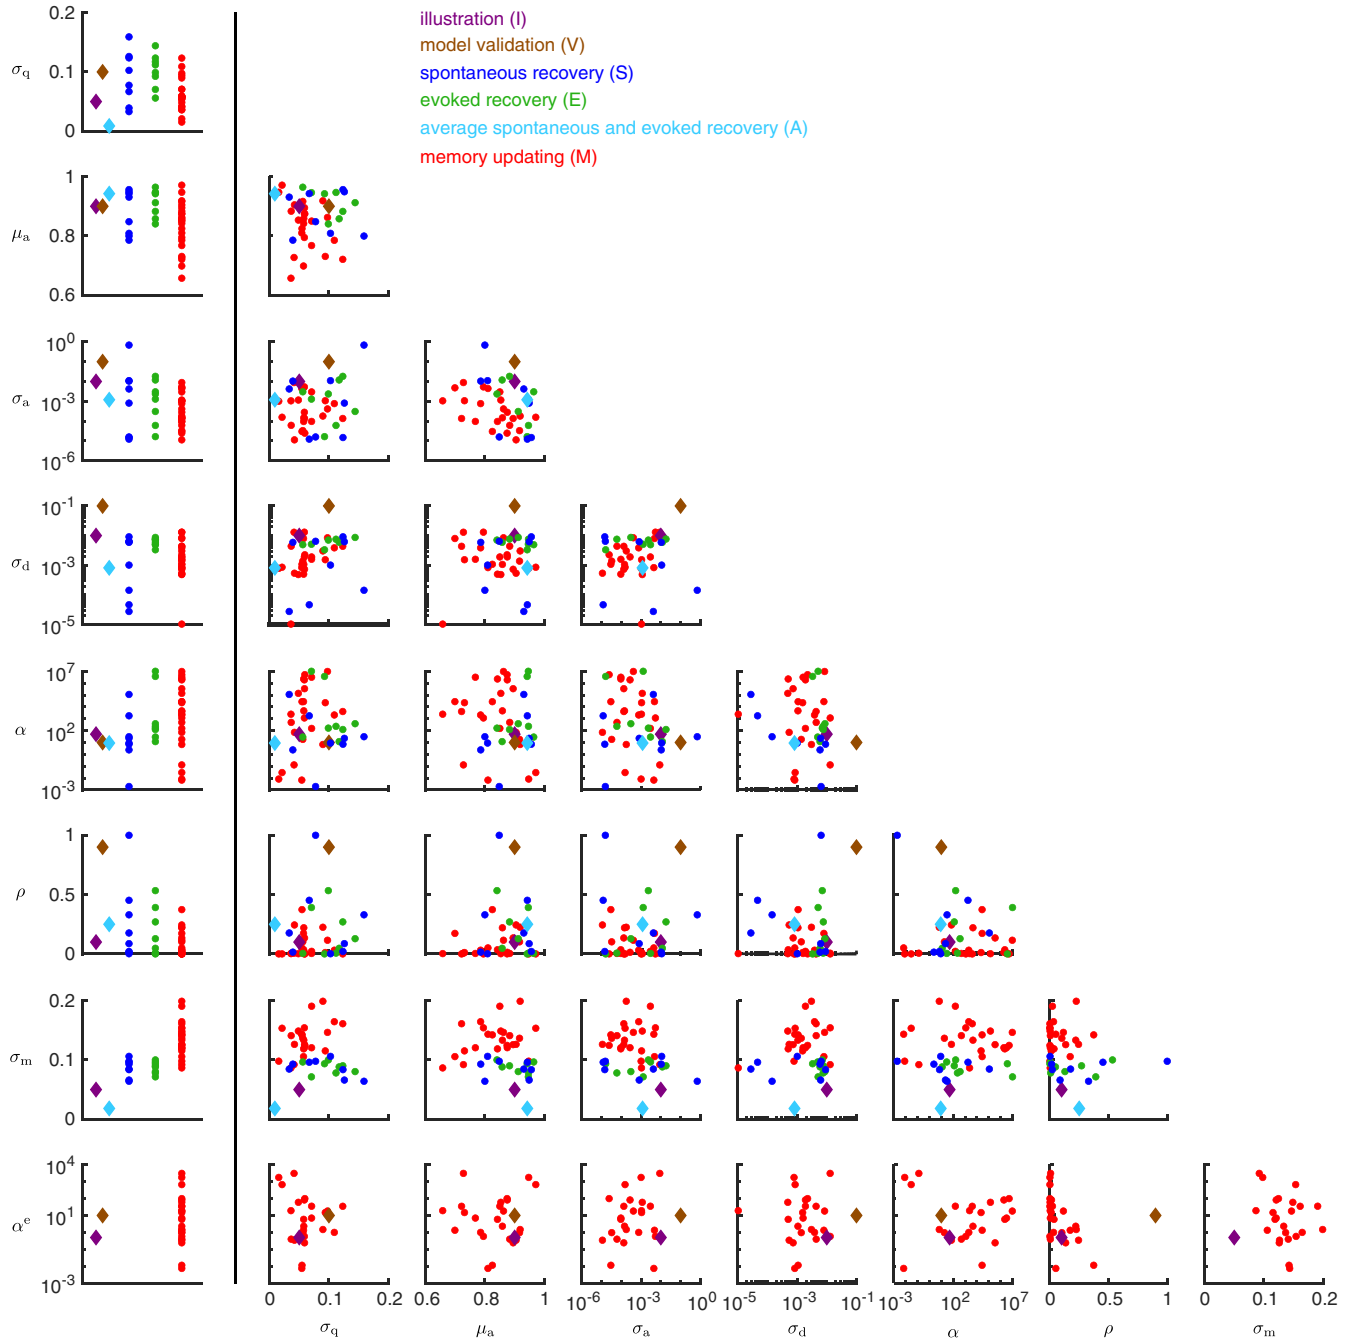 illustration (I)
model validation (V)
spontaneous recovery (S)
evoked recovery (E)
average spontaneous and evoked recovery (A)
memory updating (M)
0.2
σq
0.1
0
1
μa
0.8
0.6
10^0
σa
10^-3
10^-6
10^-1
σd
10^-3
10^-5
10^7
α
10^2
10^-3
1
ρ
0.5
0
0.2
σm
0.1
0
10^4
α^e
10^1
10^-3
0 0.1 0.2 0.6 0.8 1 10^-6 10^-3 10^0 10^-5 10^-3 10^-1 10^-3 10^2 10^7 0 0.5 1 0 0.1 0.2
σq μa σa σd α ρ σm